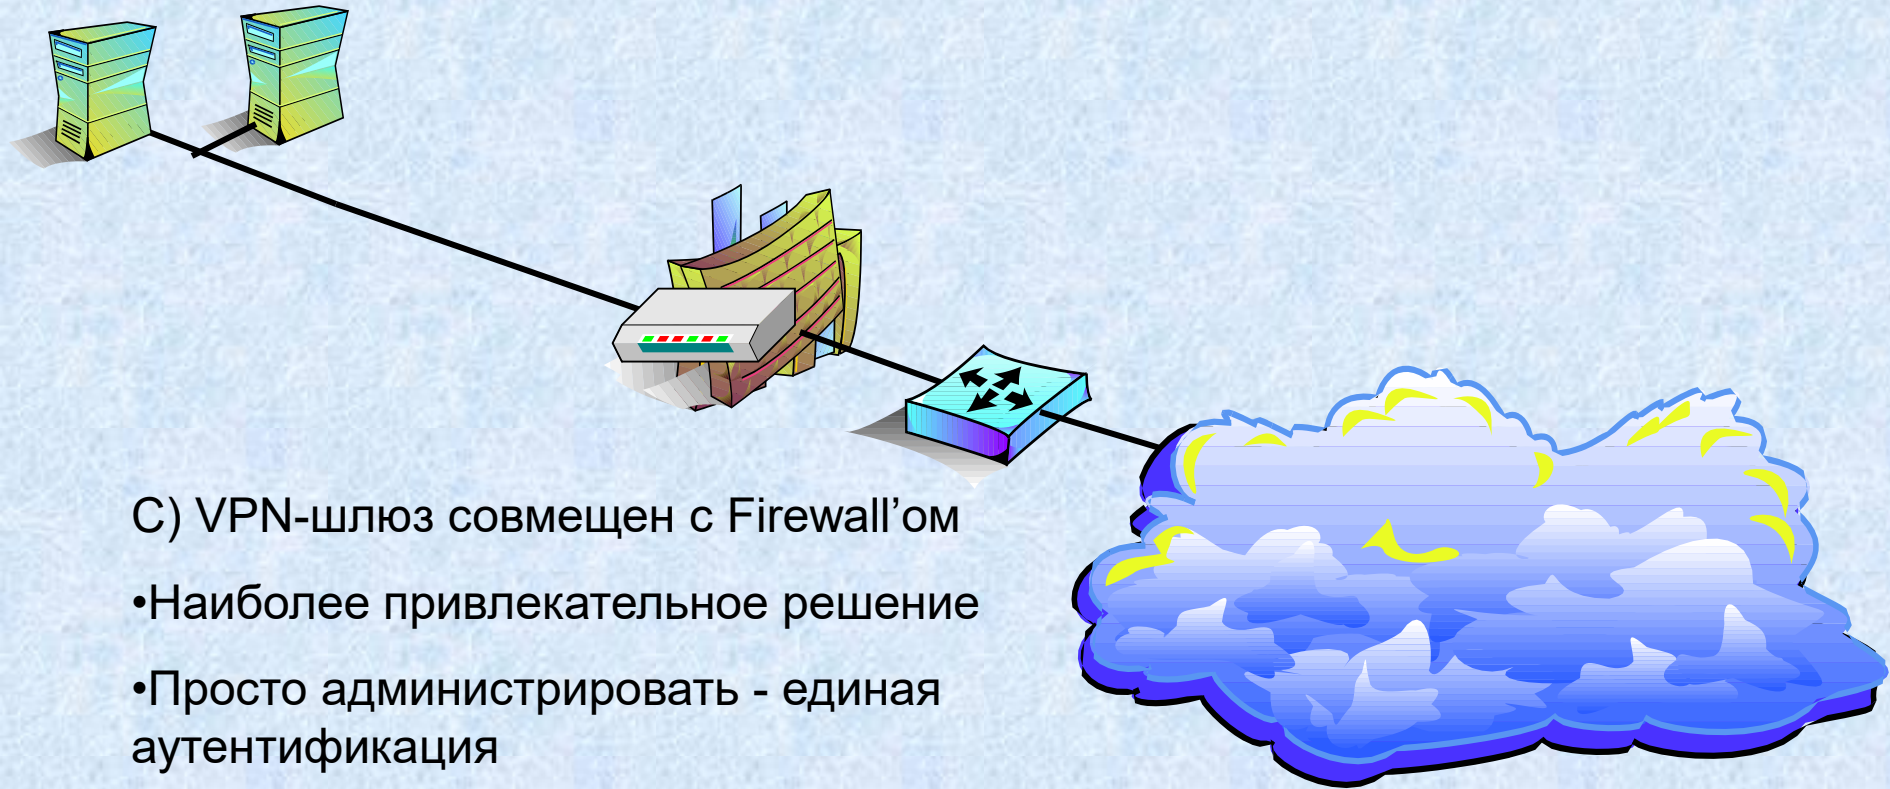 C) VPN-шлюз совмещен с Firewall’ом
•Наиболее привлекательное решение
•Просто администрировать - единая
аутентификация